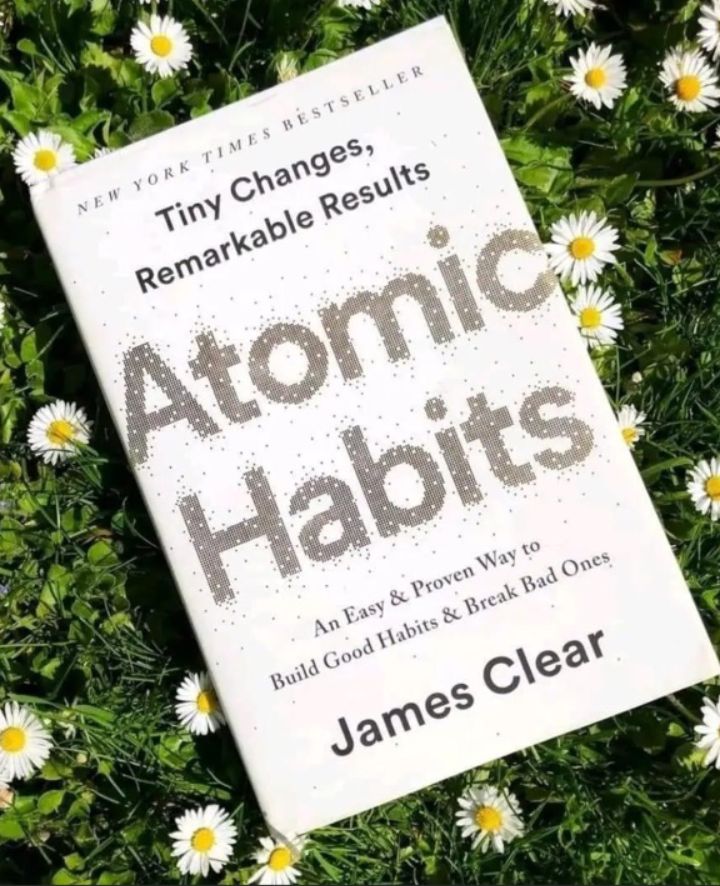 NEW YORK TIMES BESTSELLER
Tiny Changes,
Remarkable Results
Atomic
Habits
An Easy & Proven Way to
Build Good Habits & Break Bad Ones
James Clear